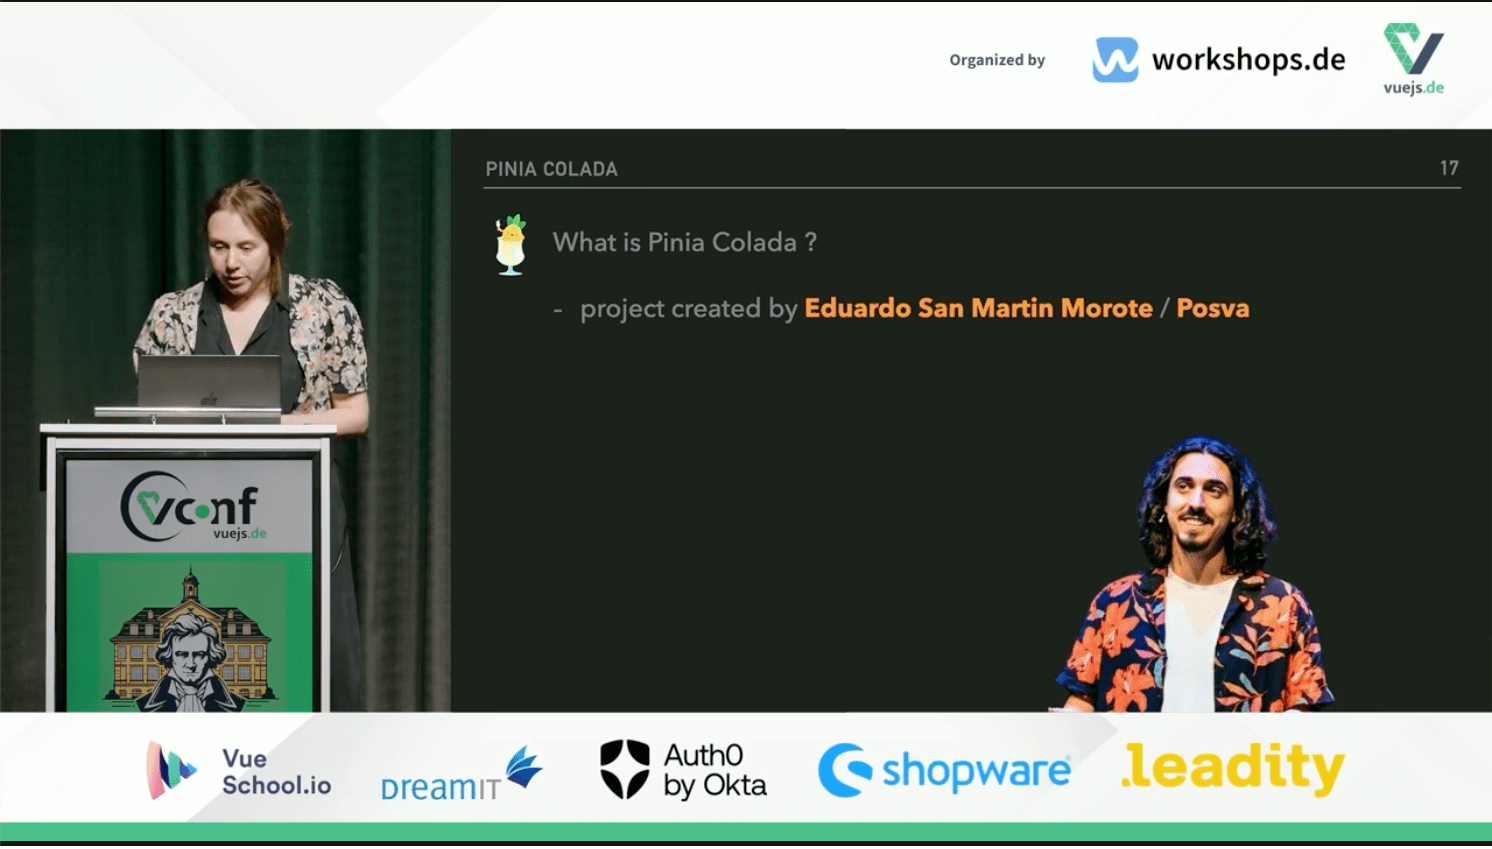 Organized by
workshops.de
vuejs.de
PINIA COLADA
17
What is Pinia Colada ?
- project created by Eduardo San Martin Morote / Posva
vconf
vuejs.de
Vue
School.io
DREAMIT
Auth0
by Okta
shopware
.leadity